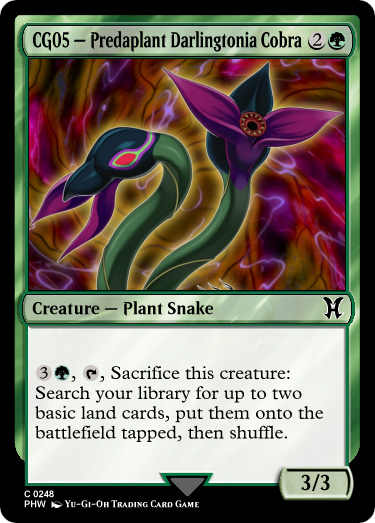 CG05 – Predaplant Darlingtonia Cobra 2
Creature — Plant Snake
3, , Sacrifice this creature:
Search your library for up to two
basic land cards, put them onto the
battlefield tapped, then shuffle.
3/3
C 0248
PHW Yu-Gi-Oh Trading Card Game